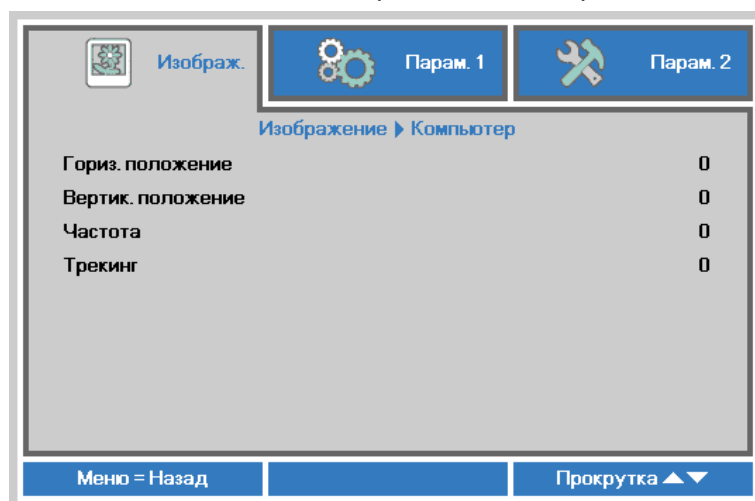 Изображ. Парам. 1 Парам. 2
Изображение ▶ Компьютер
Гориз. положение 0
Вертик. положение 0
Частота 0
Трекинг 0
Меню = Назад Прокрутка ▲▼